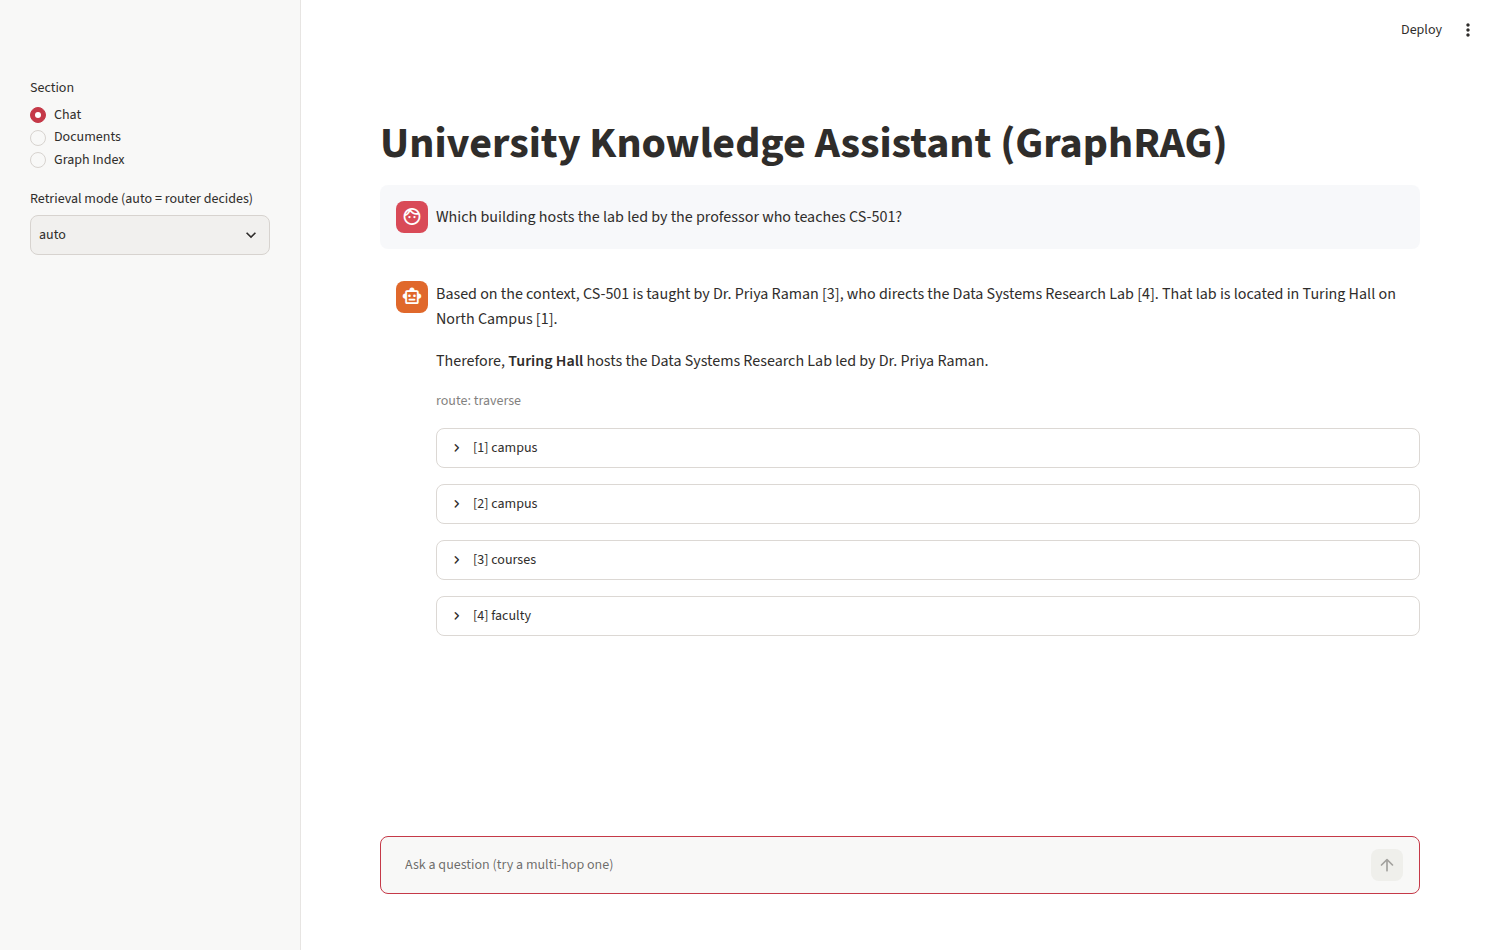 Deploy
Section
Chat
Documents
Graph Index
Retrieval mode (auto = router decides)
auto
University Knowledge Assistant (GraphRAG)
Which building hosts the lab led by the professor who teaches CS-501?
Based on the context, CS-501 is taught by Dr. Priya Raman [3], who directs the Data Systems Research Lab [4]. That lab is located in Turing Hall on
North Campus [1].
Therefore, Turing Hall hosts the Data Systems Research Lab led by Dr. Priya Raman.
route: traverse
[1] campus
[2] campus
[3] courses
[4] faculty
Ask a question (try a multi-hop one)